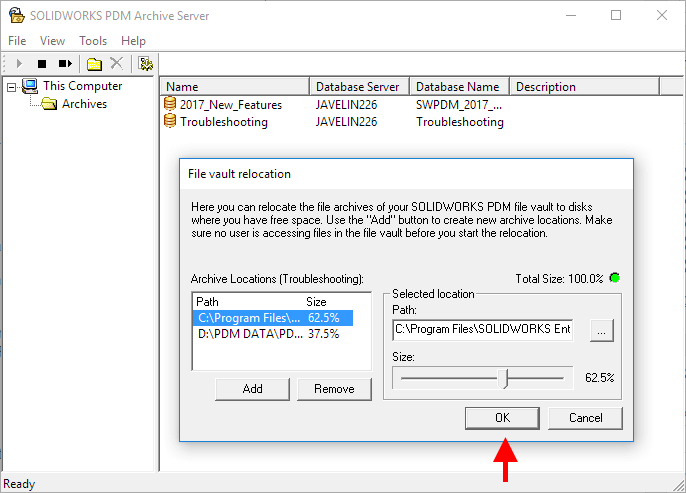 SOLIDWORKS PDM Archive Server
File View Tools Help
This Computer
Archives
Name Database Server Database Name Description
2017_New_Features JAVELIN226 SWPDM_2017_...
Troubleshooting JAVELIN226 Troubleshooting
File vault relocation
Here you can relocate the file archives of your SOLIDWORKS PDM file vault to disks
where you have free space. Use the "Add" button to create new archive locations. Make
sure no user is accessing files in the file vault before you start the relocation.
Archive Locations (Troubleshooting):
Total Size: 100.0%
Path Size
C:\Program Files\... 62.5%
D:\PDM DATA\PD... 37.5%
Add Remove
Selected location
Path:
C:\Program Files\SOLIDWORKS Ent
...
Size:
62.5%
OK Cancel
Ready